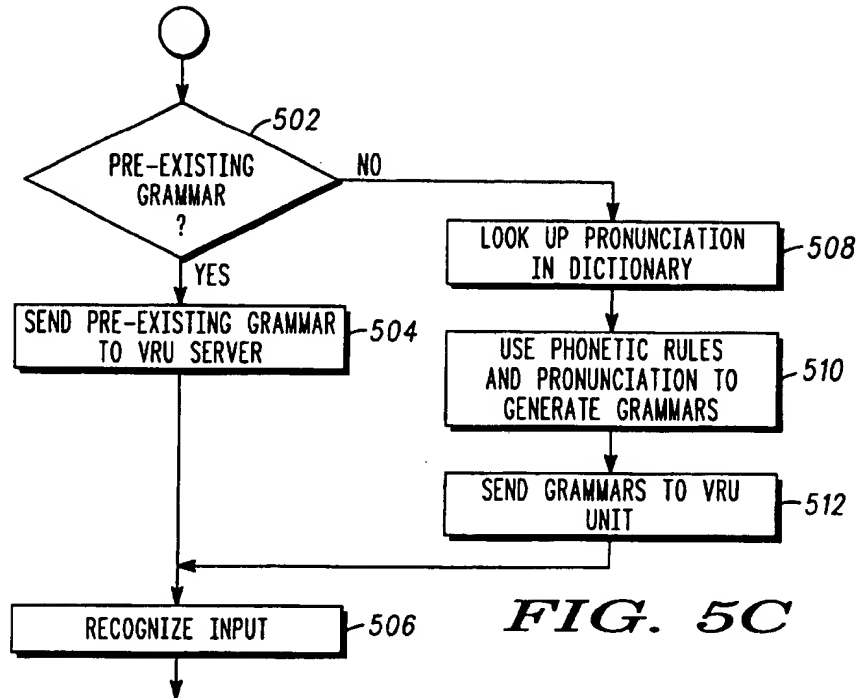 502
PRE-EXISTING
GRAMMAR
?
NO
YES
SEND PRE-EXISTING GRAMMAR
TO VRU SERVER
504
LOOK UP PRONUNCIATION
IN DICTIONARY
508
USE PHONETIC RULES
AND PRONUNCIATION TO
GENERATE GRAMMARS
510
SEND GRAMMARS TO VRU
UNIT
512
RECOGNIZE INPUT
506
FIG. 5C